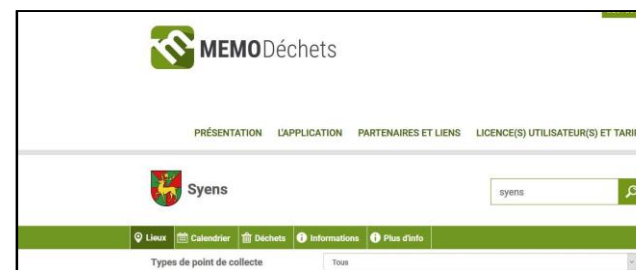 MEMODéchets
PRÉSENTATION L'APPLICATION PARTENAIRES ET LIENS LICENCE(S) UTILISATEUR(S) ET TARIF
Syens
syens
Lieux Calendrier Déchets Informations Plus d'info
Types de point de collecte Tous